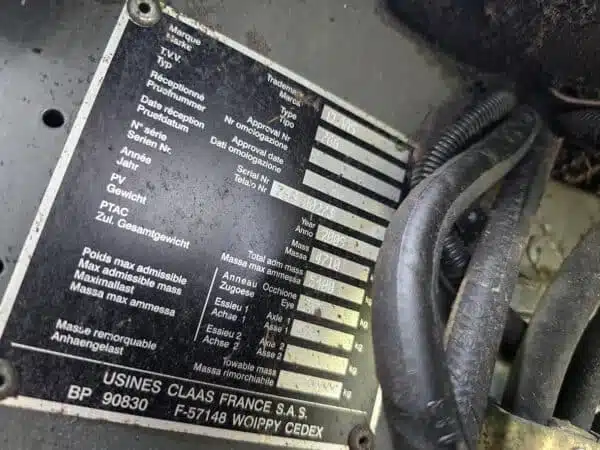 Marque Trademark
Marke Marca
T.V.V. Type
Typ Tipo
Réceptionné Approval Nr
Pruefnummer Nr omologazione
Date réception Approval date
Pruefdatum Dati omologazione
N° série Serial Nr
Serien Nr. Telaio Nr
Année Year
Jahr Anno
PV Mass
Gewicht Massa
PTAC Total adm mass
Zul. Gesamtgewicht Massa max ammessa
Poids max admissible Anneau Occhione
Max admissible mass Zugoese Eye kg
Maximallast Essieu 1 Axle 1
Massa max ammessa Achse 1 Asse 1 kg
Essieu 2 Axle 2
Achse 2 Asse 2 kg
Masse remorquable Towable mass
Anhaengelast Massa rimorchiabile kg
USINES CLAAS FRANCE S.A.S.
BP 90830 F-57148 WOIPPY CEDEX